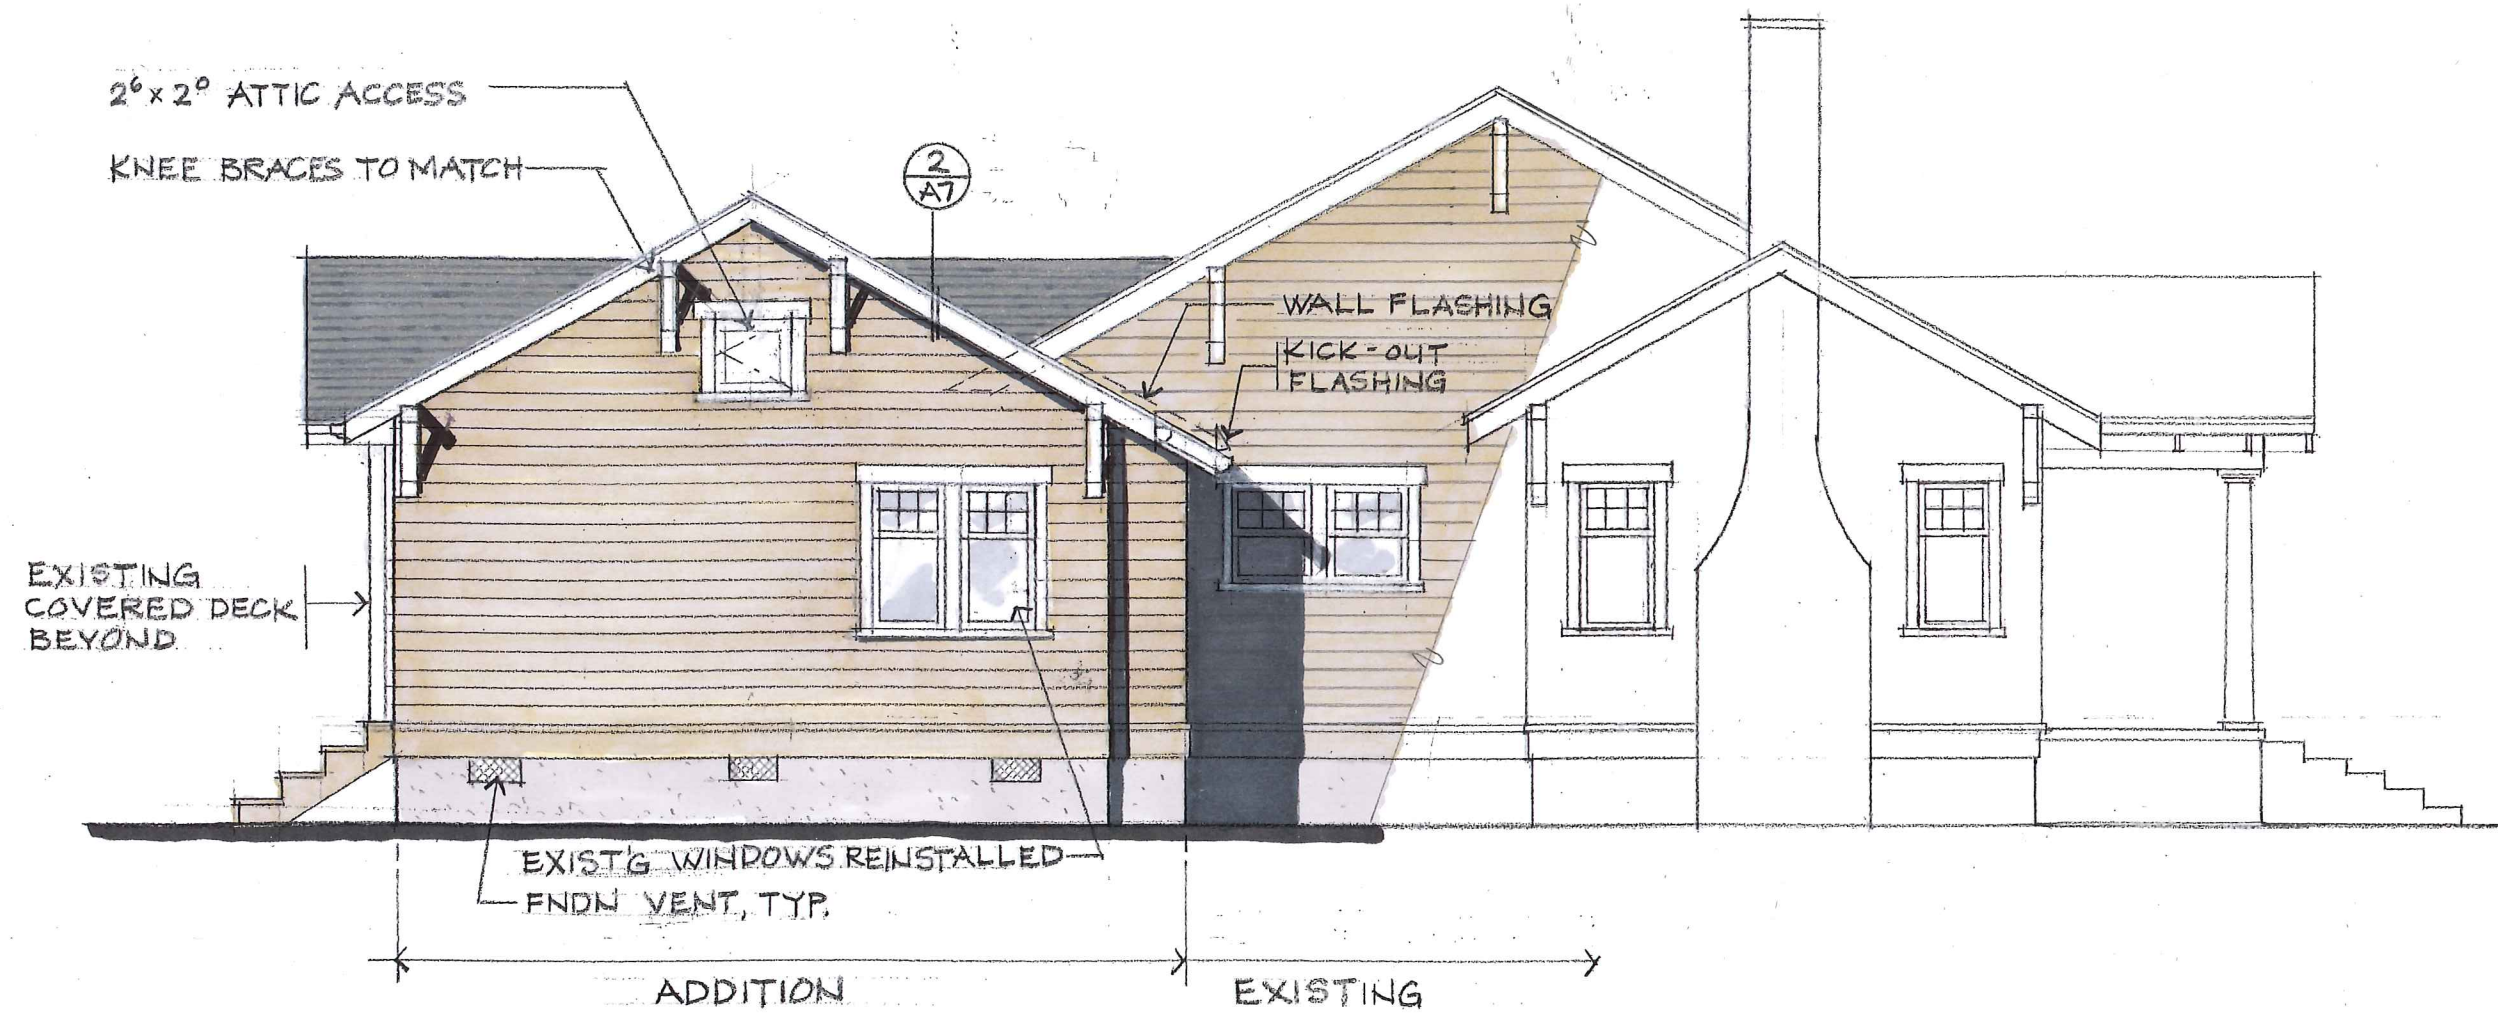 2⁶ x 2⁰ ATTIC ACCESS
KNEE BRACES TO MATCH
2
A7
WALL FLASHING
KICK-OUT
FLASHING
EXISTING
COVERED DECK
BEYOND
EXIST'G WINDOWS REINSTALLED
FNDN VENT, TYP.
ADDITION
EXISTING